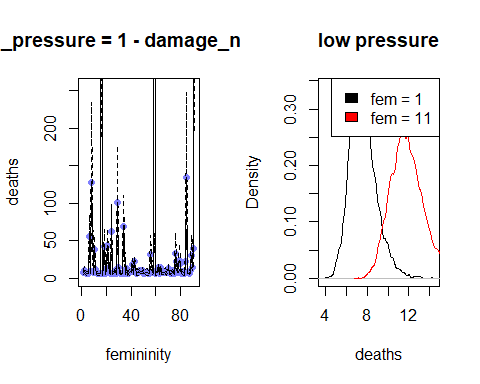 _pressure = 1 - damage_n
deaths
0
50
100
200
0
40
80
femininity
low pressure
Density
0.00
0.10
0.20
0.30
fem = 1
fem = 11
4
8
12
deaths